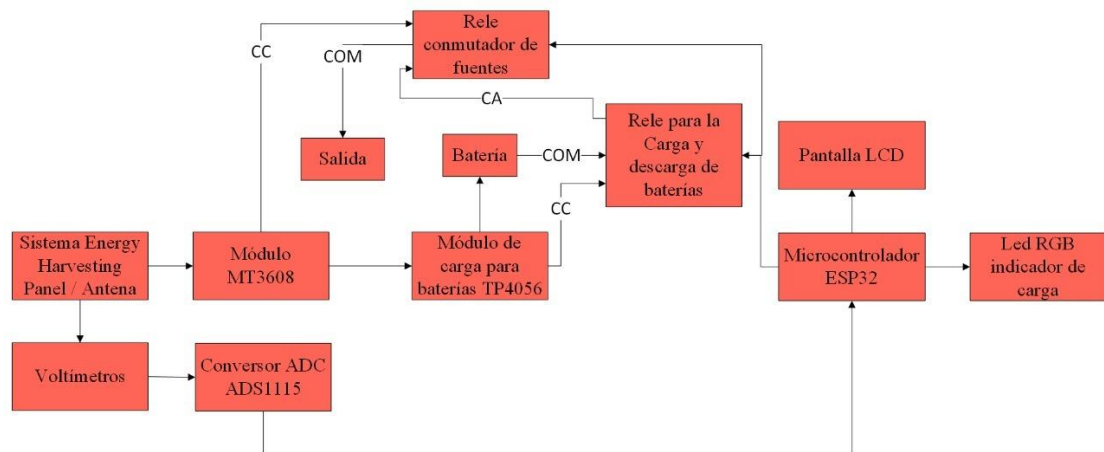 Rele
conmutador de
fuentes
CC
COM
CA
Rele para la
Carga y
descarga de
baterías
Salida
Batería
COM
Pantalla LCD
CC
Sistema Energy
Harvesting
Panel / Antena
Módulo
MT3608
Módulo de
carga para
baterías TP4056
Microcontrolador
ESP32
Led RGB
indicador de
carga
Voltímetros
Conversor ADC
ADS1115